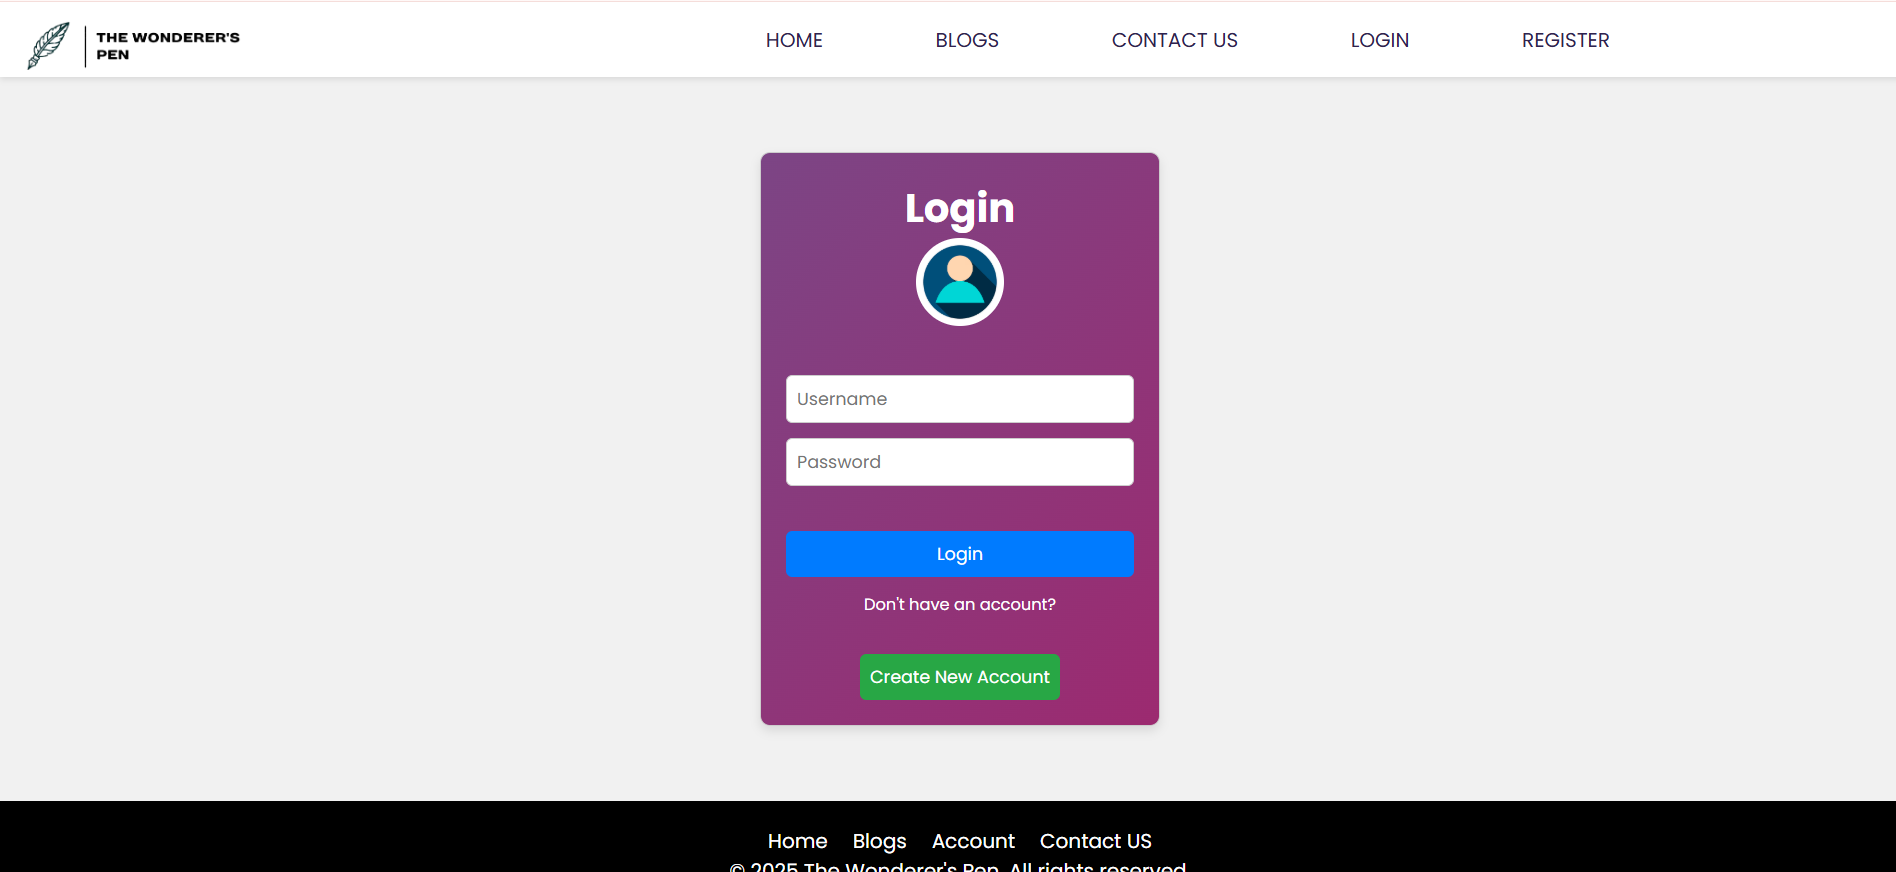 THE WONDERER'S
PEN
HOME BLOGS CONTACT US LOGIN REGISTER
Login
Username
Password
Login
Don't have an account?
Create New Account
Home Blogs Account Contact US
© 2025 The Wonderer's Pen. All rights reserved